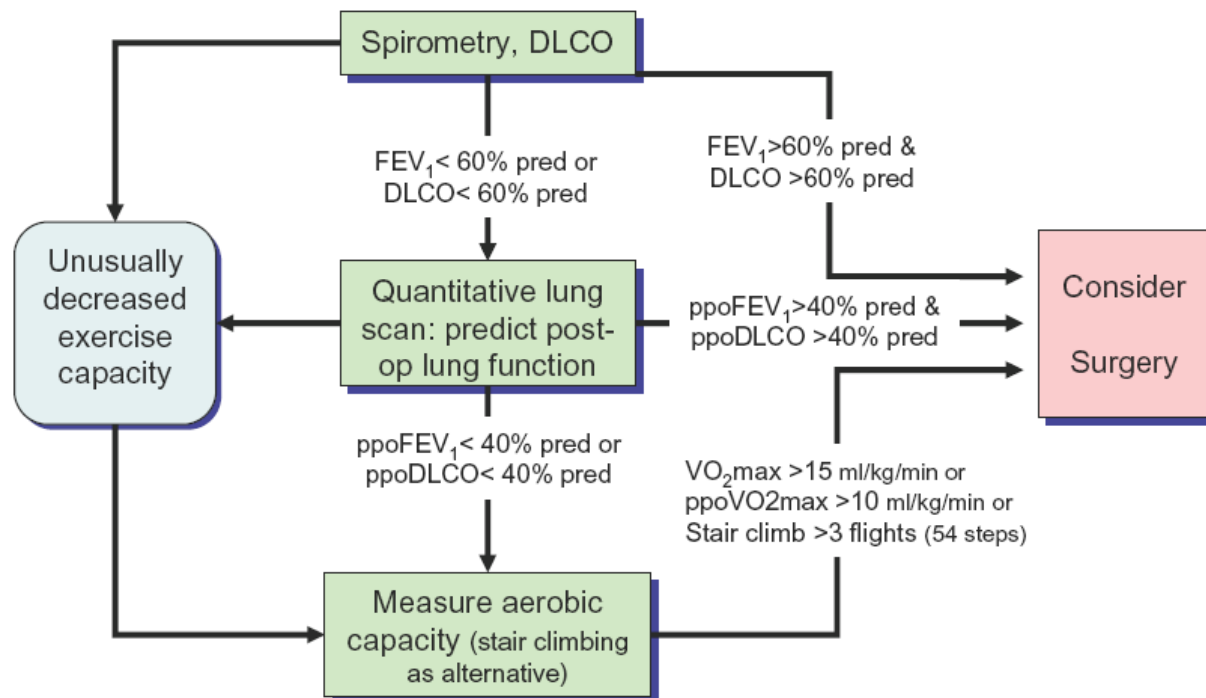 Spirometry, DLCO
FEV₁< 60% pred or
DLCO< 60% pred
FEV₁>60% pred &
DLCO >60% pred
Unusually
decreased
exercise
capacity
Quantitative lung
scan: predict post-
op lung function
ppoFEV₁>40% pred &
ppoDLCO >40% pred
Consider
Surgery
ppoFEV₁< 40% pred or
ppoDLCO< 40% pred
VO₂max >15 ml/kg/min or
ppoVO2max >10 ml/kg/min or
Stair climb >3 flights (54 steps)
Measure aerobic
capacity (stair climbing
as alternative)